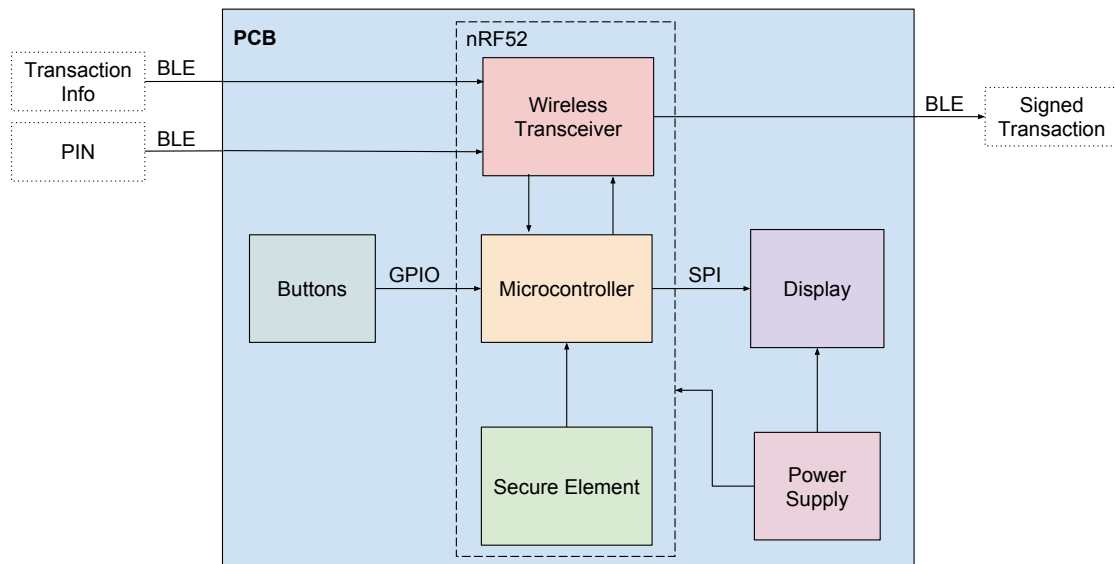 PCB
nRF52
Transaction
Info
BLE
PIN
BLE
Wireless
Transceiver
BLE
Signed
Transaction
Buttons
GPIO
Microcontroller
SPI
Display
Secure Element
Power
Supply